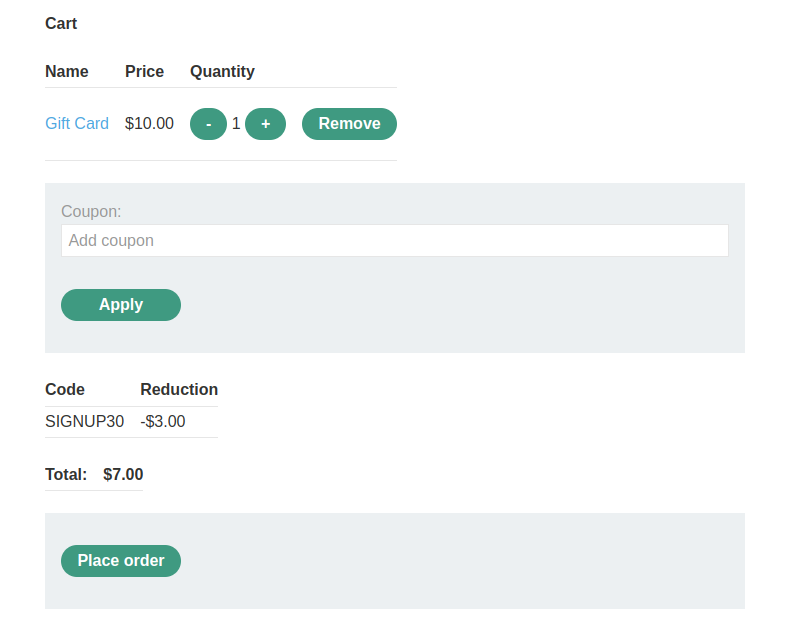 Cart
Name Price Quantity
Gift Card $10.00 - 1 + Remove
Coupon:
Add coupon
Apply
Code Reduction
SIGNUP30 -$3.00
Total: $7.00
Place order